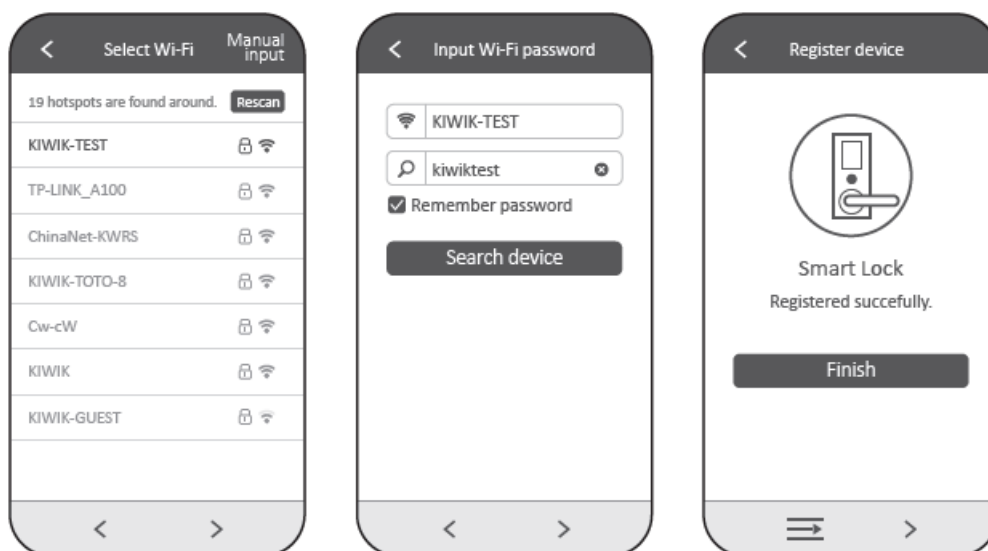 Select Wi-Fi
Manual
input
19 hotspots are found around.
Rescan
KIWIK-TEST
TP-LINK_A100
ChinaNet-KWRS
KIWIK-TOTO-8
Cw-cW
KIWIK
KIWIK-GUEST
Input Wi-Fi password
KIWIK-TEST
kiwiktest
Remember password
Search device
Register device
Smart Lock
Registered succefully.
Finish